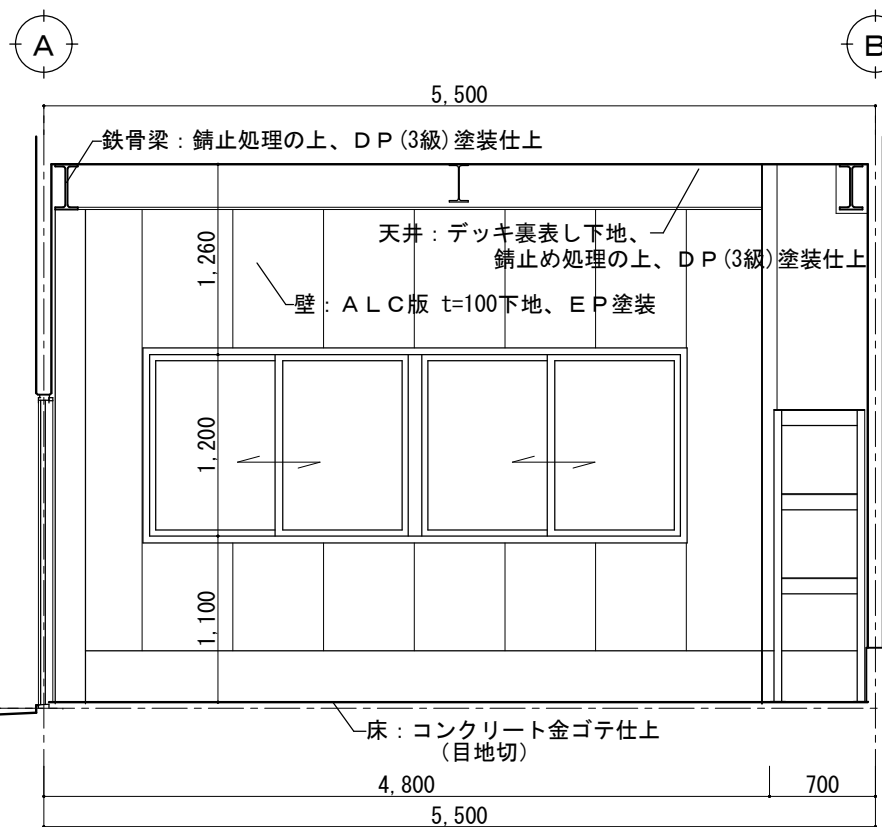 A
B
5,500
鉄骨梁：錆止処理の上、ＤＰ(3級)塗装仕上
天井：デッキ裏表し下地、
錆止め処理の上、ＤＰ(3級)塗装仕上
1,260
壁：ＡＬＣ版 t=100下地、ＥＰ塗装
1,200
1,100
床：コンクリート金ゴテ仕上
（目地切）
4,800
700
5,500